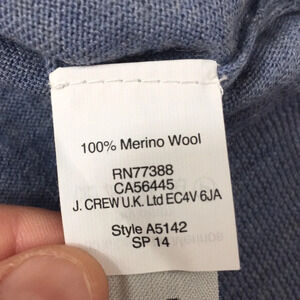 100% Merino Wool
RN77388
CA56445
J. CREW U.K. Ltd EC4V 6JA
Style A5142
SP 14